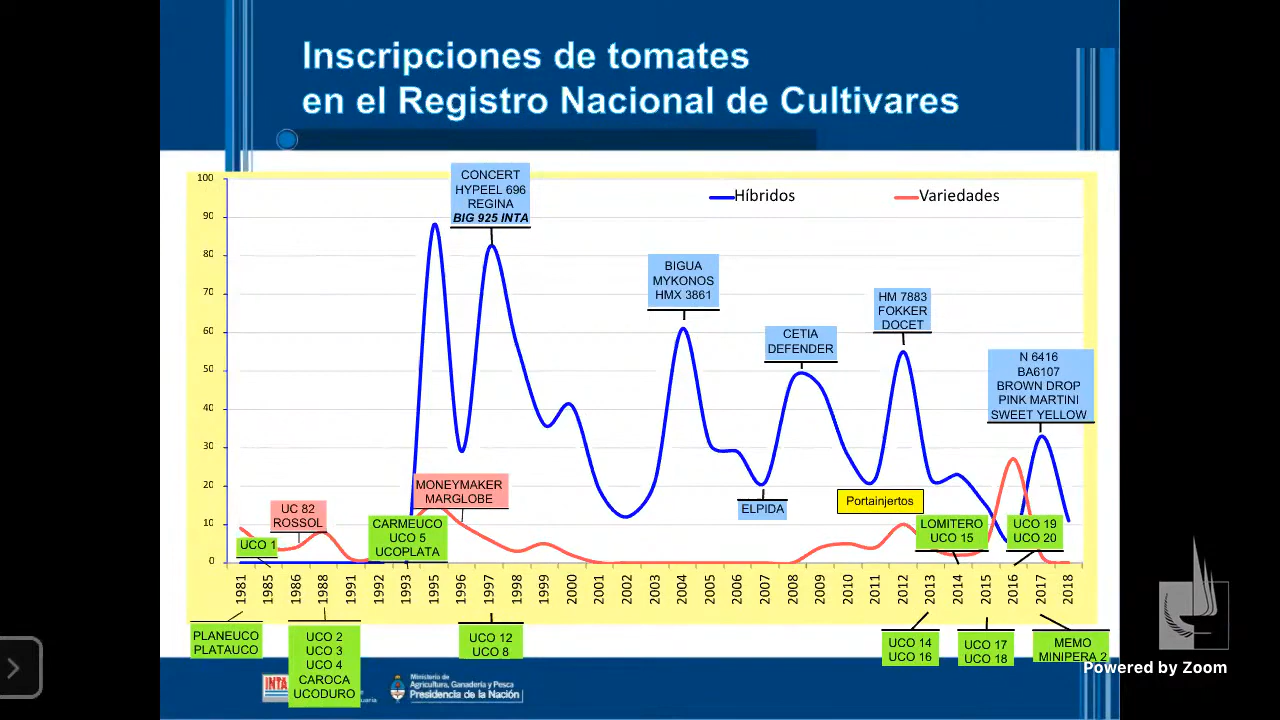 Inscripciones de tomates
en el Registro Nacional de Cultivares
Híbridos
Variedades
100
90
80
70
60
50
40
30
20
10
0
CONCERT
HYPEEL 696
REGINA
BIG 925 INTA
BIGUA
MYKONOS
HMX 3861
CETIA
DEFENDER
HM 7883
FOKKER
DOCET
N 6416
BA6107
BROWN DROP
PINK MARTINI
SWEET YELLOW
MONEYMAKER
MARGLOBE
UC 82
ROSSOL
UCO 1
CARMEUCO
UCO 5
UCOPLATA
ELPIDA
Portainjertos
LOMITERO
UCO 15
UCO 19
UCO 20
1981
1985
1986
1988
1991
1992
1993
1995
1996
1997
1998
1999
2000
2001
2002
2003
2004
2005
2006
2007
2008
2009
2010
2011
2012
2013
2014
2015
2016
2017
2018
PLANEUCO
PLATAUCO
UCO 2
UCO 3
UCO 4
CAROCA
UCODURO
UCO 12
UCO 8
UCO 14
UCO 16
UCO 17
UCO 18
MEMO
MINIPERA 2
INTA
Ministerio de
Agricultura, Ganadería y Pesca
Presidencia de la Nación
Powered by Zoom